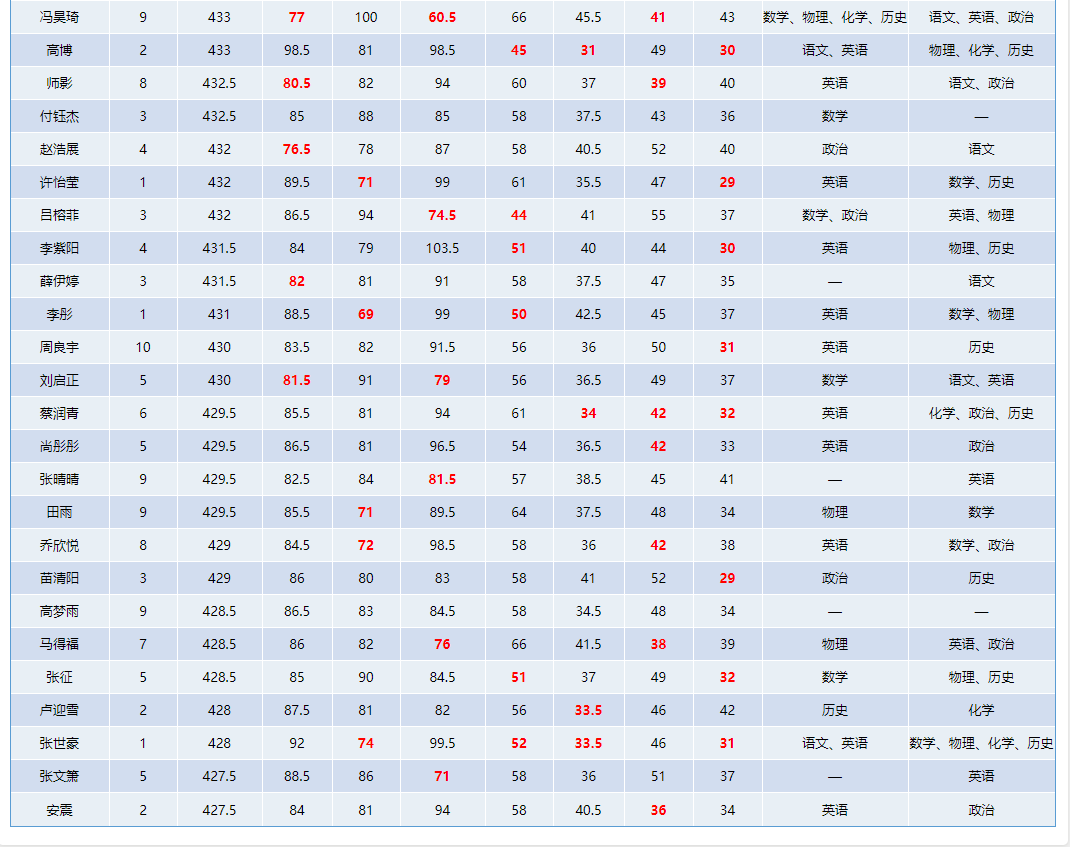 冯昊琦 9 433 77 100 60.5 66 45.5 41 43 数学、物理、化学、历史 语文、英语、政治
高博 2 433 98.5 81 98.5 45 31 49 30 语文、英语 物理、化学、历史
师影 8 432.5 80.5 82 94 60 37 39 40 英语 语文、政治
付钰杰 3 432.5 85 88 85 58 37.5 43 36 数学 —
赵浩展 4 432 76.5 78 87 58 40.5 52 40 政治 语文
许怡莹 1 432 89.5 71 99 61 35.5 47 29 英语 数学、历史
吕榕菲 3 432 86.5 94 74.5 44 41 55 37 数学、政治 英语、物理
李紫阳 4 431.5 84 79 103.5 51 40 44 30 英语 物理、历史
薛伊婷 3 431.5 82 81 91 58 37.5 47 35 — 语文
李彤 1 431 88.5 69 99 50 42.5 45 37 英语 数学、物理
周良宇 10 430 83.5 82 91.5 56 36 50 31 英语 历史
刘启正 5 430 81.5 91 79 56 36.5 49 37 数学 语文、英语
蔡润青 6 429.5 85.5 81 94 61 34 42 32 英语 化学、政治、历史
尚彤彤 5 429.5 86.5 81 96.5 54 36.5 42 33 英语 政治
张晴晴 9 429.5 82.5 84 81.5 57 38.5 45 41 — 英语
田雨 9 429.5 85.5 71 89.5 64 37.5 48 34 物理 数学
乔欣悦 8 429 84.5 72 98.5 58 36 42 38 英语 数学、政治
苗清阳 3 429 86 80 83 58 41 52 29 政治 历史
高梦雨 9 428.5 86.5 83 84.5 58 34.5 48 34 — —
马得福 7 428.5 86 82 76 66 41.5 38 39 物理 英语、政治
张征 5 428.5 85 90 84.5 51 37 49 32 数学 物理、历史
卢迎雪 2 428 87.5 81 82 56 33.5 46 42 历史 化学
张世豪 1 428 92 74 99.5 52 33.5 46 31 语文、英语 数学、物理、化学、历史
张文箫 5 427.5 88.5 86 71 58 36 51 37 — 英语
安震 2 427.5 84 81 94 58 40.5 36 34 英语 政治